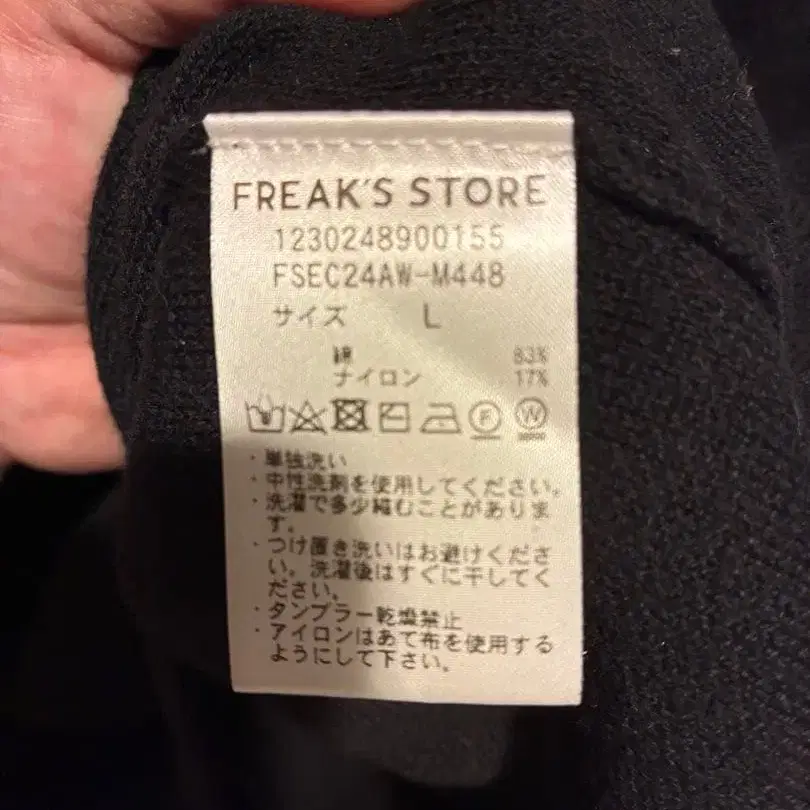 FREAK'S STORE
1230248900155
FSEC24AW-M448
サイズ L
綿 83%
ナイロン 17%
F W
・単独洗い
・中性洗剤を使用してください。
・洗濯で多少縮むことがありま
す。
・つけ置き洗いはお避けくださ
い。洗濯後はすぐに干してく
ださい。
・タンブラー乾燥禁止
・アイロンはあて布を使用する
ようにして下さい。